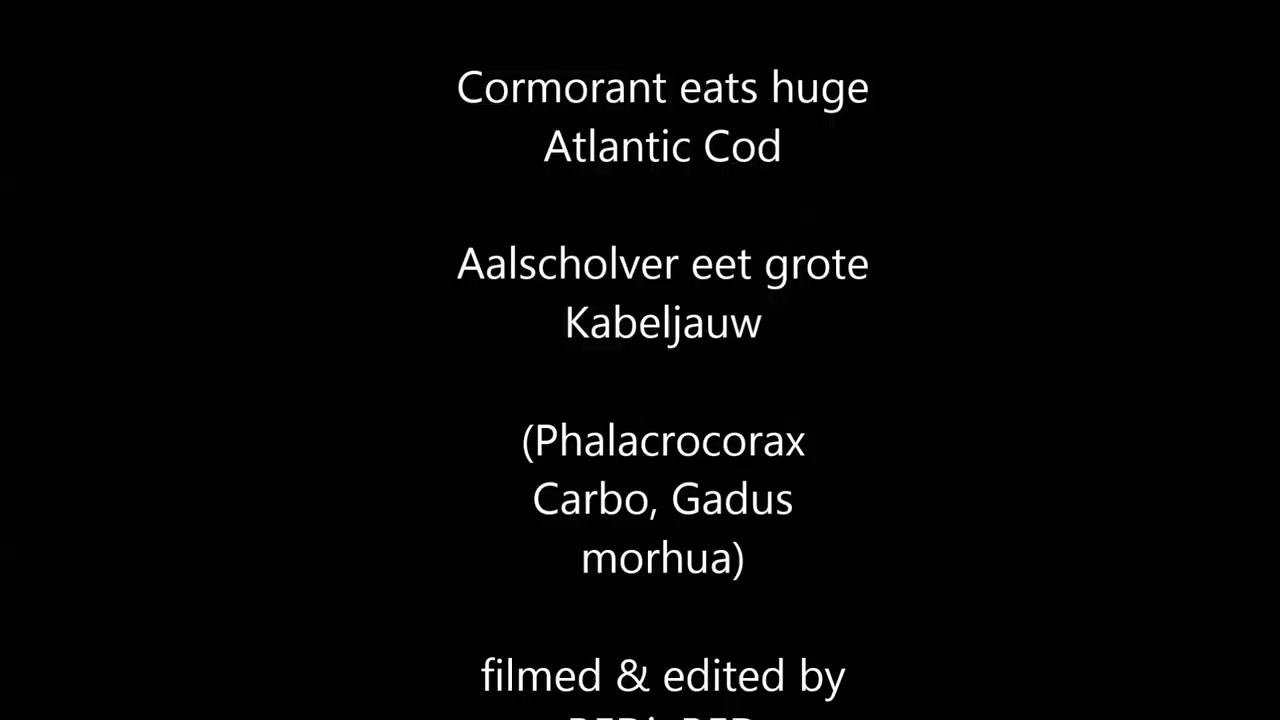 Cormorant eats huge
Atlantic Cod
Aalscholver eet grote
Kabeljauw
(Phalacrocorax
Carbo, Gadus
morhua)
filmed & edited by